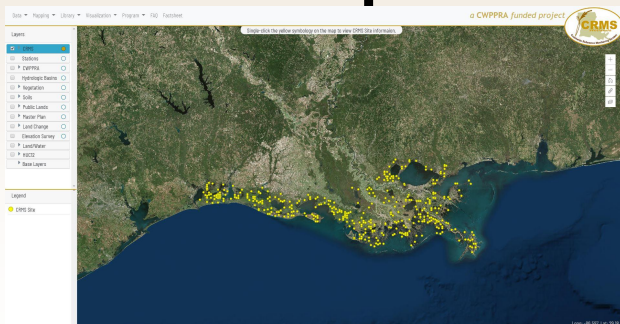 Data Mapping Library Visualization Program FAQ Factsheet
a CWPPRA funded project
CRMS
Single-click the yellow symbology on the map to view CRMS Site information.
Layers
CRMS
Stations
CWPPRA
Hydrologic Basins
Vegetation
Soils
Public Lands
Master Plan
Land Change
Elevation Survey
Land/Water
HUC12
Base Layers
Legend
CRMS Site